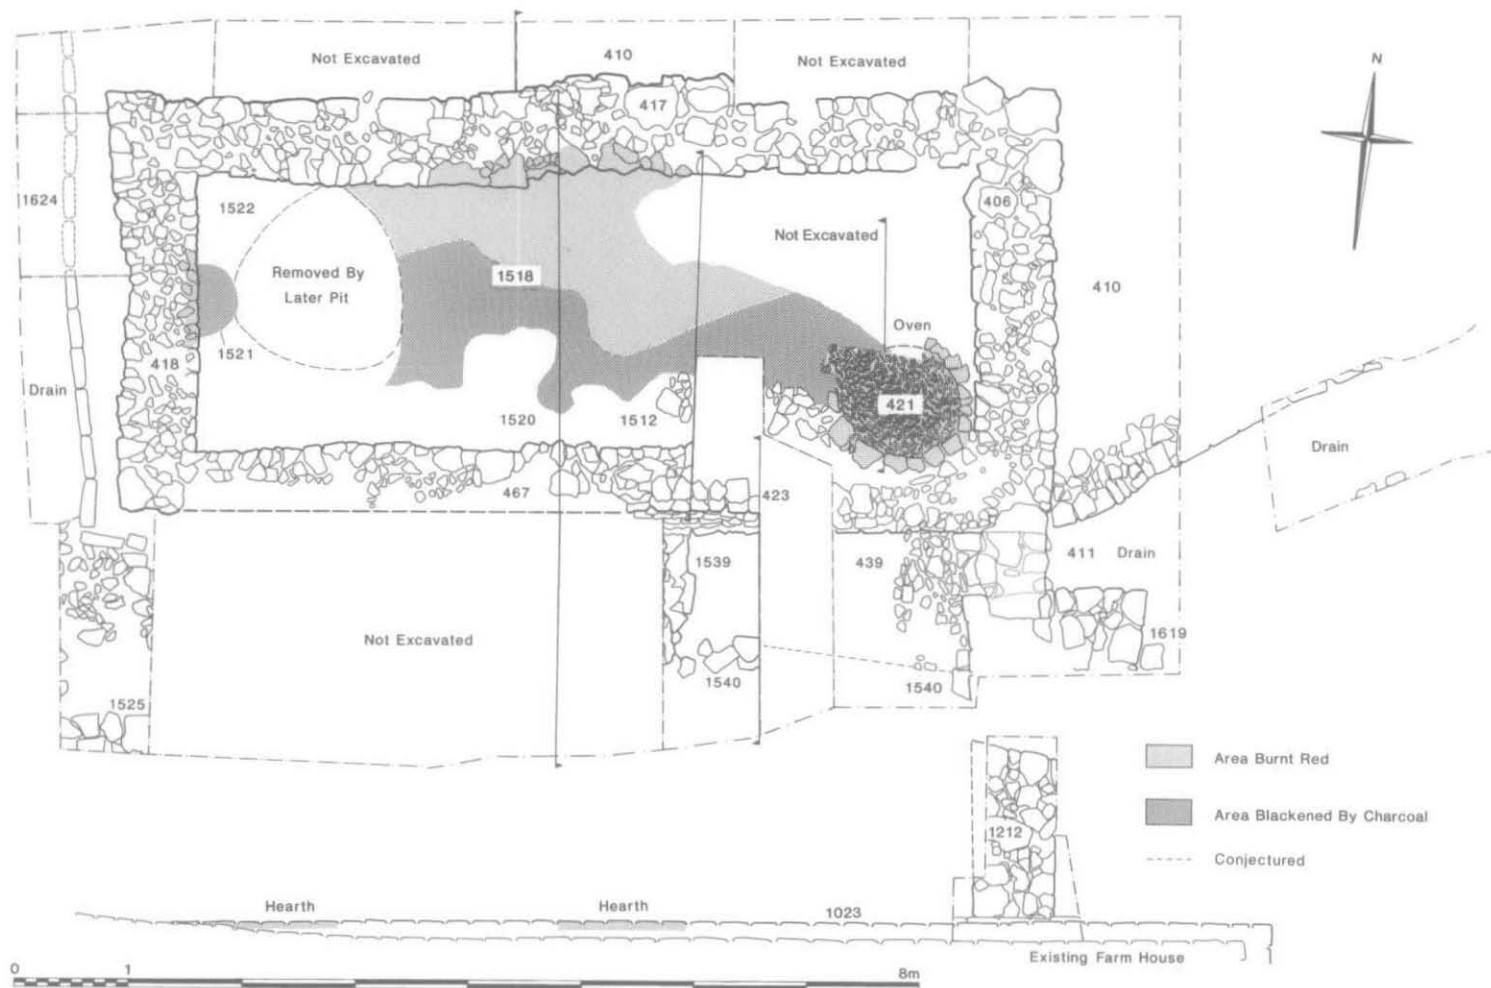 Not Excavated
410
Not Excavated
N
417
1624
1522
406
Not Excavated
Removed By
Later Pit
1518
410
Oven
1521
418
Drain
421
1520
1512
Drain
467
423
1539
439
411 Drain
Not Excavated
1619
1540
1540
1525
Area Burnt Red
Area Blackened By Charcoal
1212
Conjectured
Hearth
Hearth
1023
Existing Farm House
0
1
8m